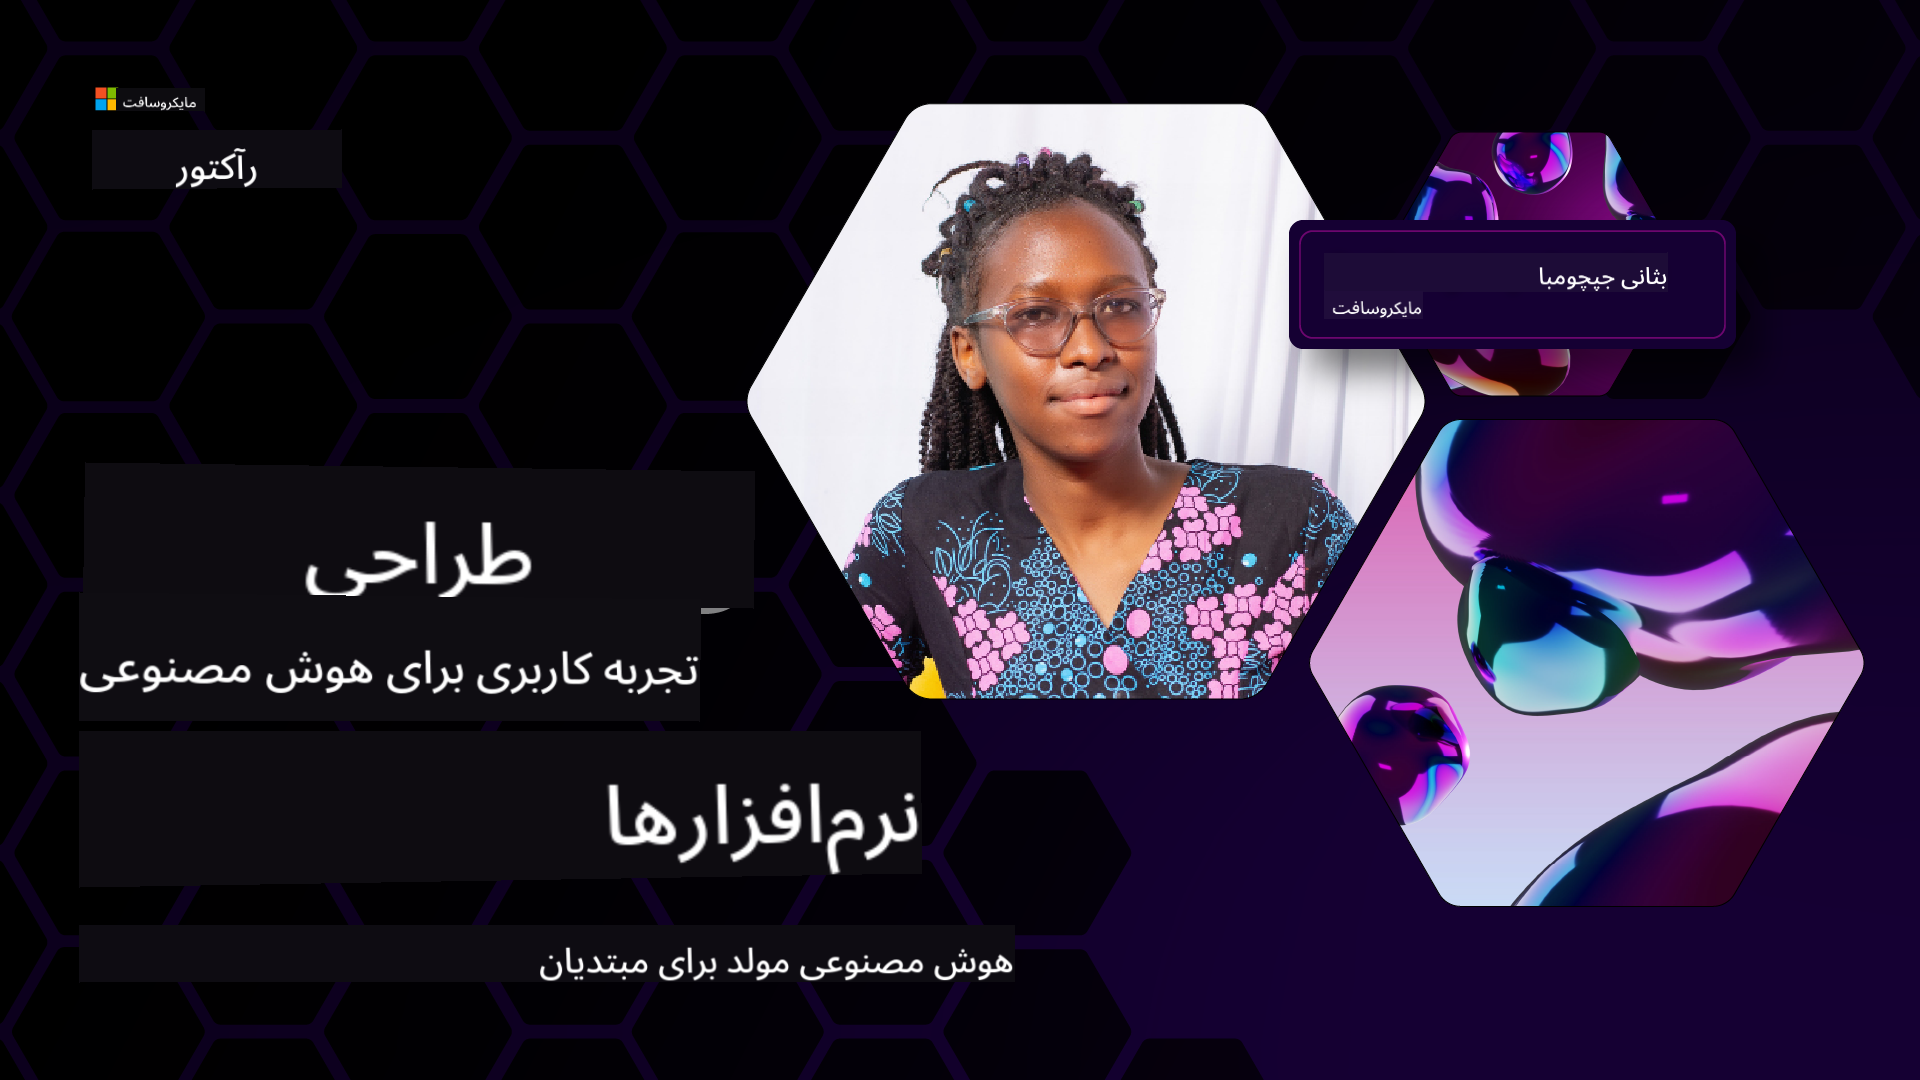 مایکروسافت
رآکتور
بثانی جپچومبا
مایکروسافت
طراحی
تجربه کاربری برای هوش مصنوعی
نرم‌افزارها
هوش مصنوعی مولد برای مبتدیان